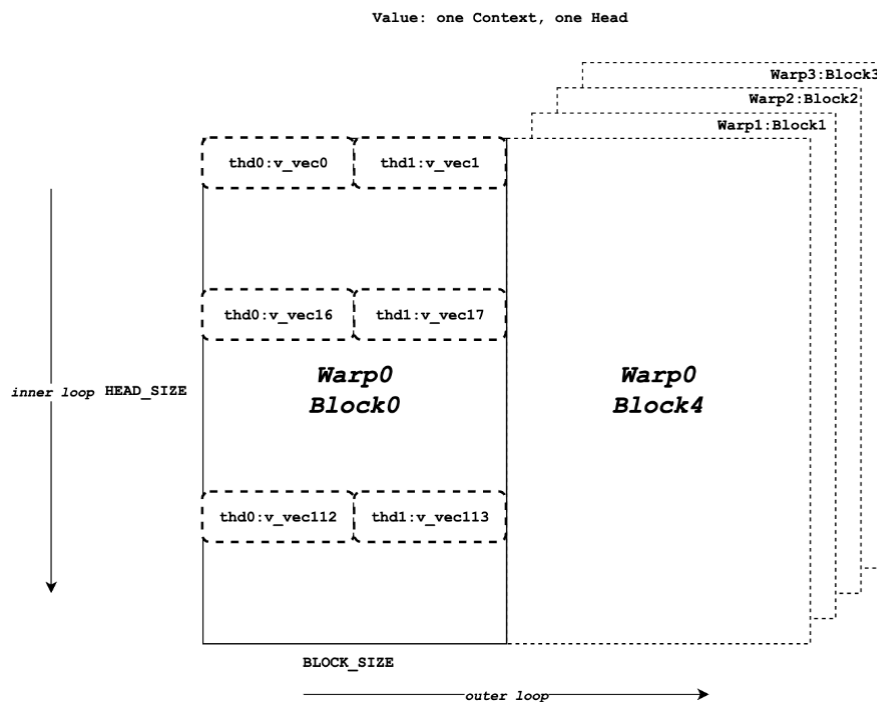 Value: one Context, one Head
Warp3:Block3
Warp2:Block2
Warp1:Block1
thd0:v_vec0 thd1:v_vec1
thd0:v_vec16 thd1:v_vec17
Warp0 Warp0
Block0 Block4
inner loop HEAD_SIZE
thd0:v_vec112 thd1:v_vec113
BLOCK_SIZE
outer loop